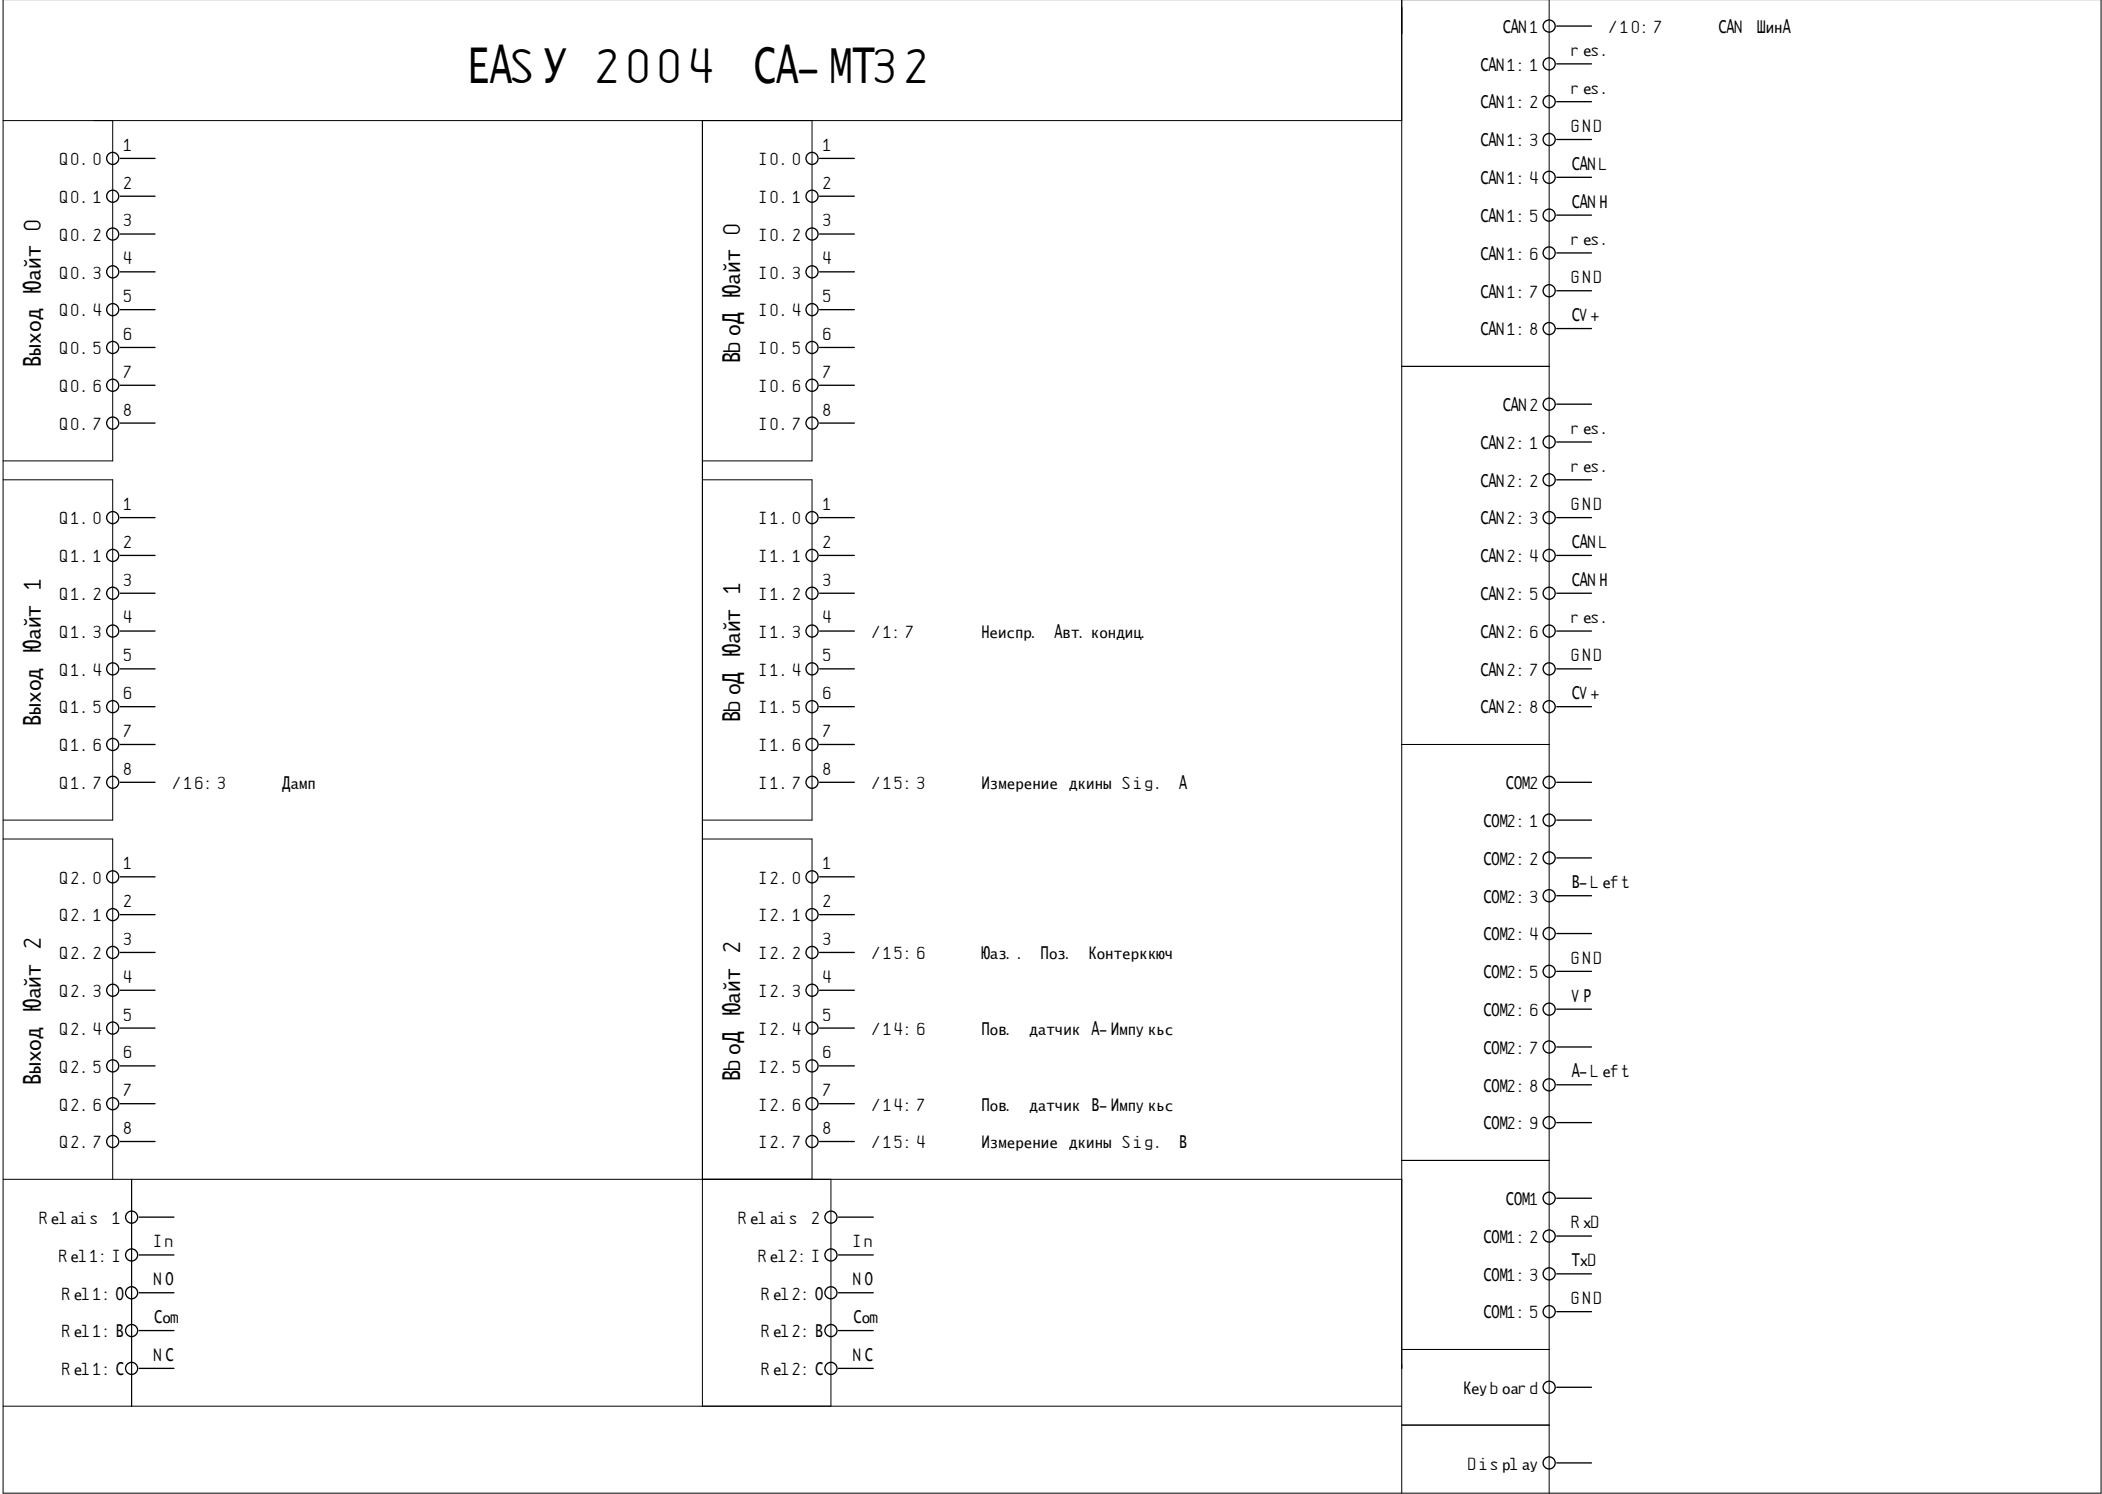 EASУ 2004 CA-MT32
Выход Юайт 0
Q0.0 1
Q0.1 2
Q0.2 3
Q0.3 4
Q0.4 5
Q0.5 6
Q0.6 7
Q0.7 8
Выход Юайт 1
Q1.0 1
Q1.1 2
Q1.2 3
Q1.3 4
Q1.4 5
Q1.5 6
Q1.6 7
Q1.7 8 /16:3 Дамп
Выход Юайт 2
Q2.0 1
Q2.1 2
Q2.2 3
Q2.3 4
Q2.4 5
Q2.5 6
Q2.6 7
Q2.7 8
Relais 1
Rel1:I In
Rel1:O NO
Rel1:B Com
Rel1:C NC
ВЬоД Юайт 0
I0.0 1
I0.1 2
I0.2 3
I0.3 4
I0.4 5
I0.5 6
I0.6 7
I0.7 8
ВЬоД Юайт 1
I1.0 1
I1.1 2
I1.2 3
I1.3 4 /1:7 Неиспр. Авт.кондиц.
I1.4 5
I1.5 6
I1.6 7
I1.7 8 /15:3 Измерение дкины Sig. A
ВЬоД Юайт 2
I2.0 1
I2.1 2
I2.2 3 /15:6 Юаз.. Поз. Контерккюч
I2.3 4
I2.4 5 /14:6 Пов. датчик А-Импукьс
I2.5 6
I2.6 7 /14:7 Пов. датчик В-Импукьс
I2.7 8 /15:4 Измерение дкины Sig. B
Relais 2
Rel2:I In
Rel2:O NO
Rel2:B Com
Rel2:C NC
CAN1 /10:7 CAN ШинА
CAN1:1 res.
CAN1:2 res.
CAN1:3 GND
CAN1:4 CANL
CAN1:5 CANH
CAN1:6 res.
CAN1:7 GND
CAN1:8 CV+
CAN2
CAN2:1 res.
CAN2:2 res.
CAN2:3 GND
CAN2:4 CANL
CAN2:5 CANH
CAN2:6 res.
CAN2:7 GND
CAN2:8 CV+
COM2
COM2:1
COM2:2
COM2:3 B-Left
COM2:4
COM2:5 GND
COM2:6 VP
COM2:7
COM2:8 A-Left
COM2:9
COM1
COM1:2 RxD
COM1:3 TxD
COM1:5 GND
Keyboard
Display